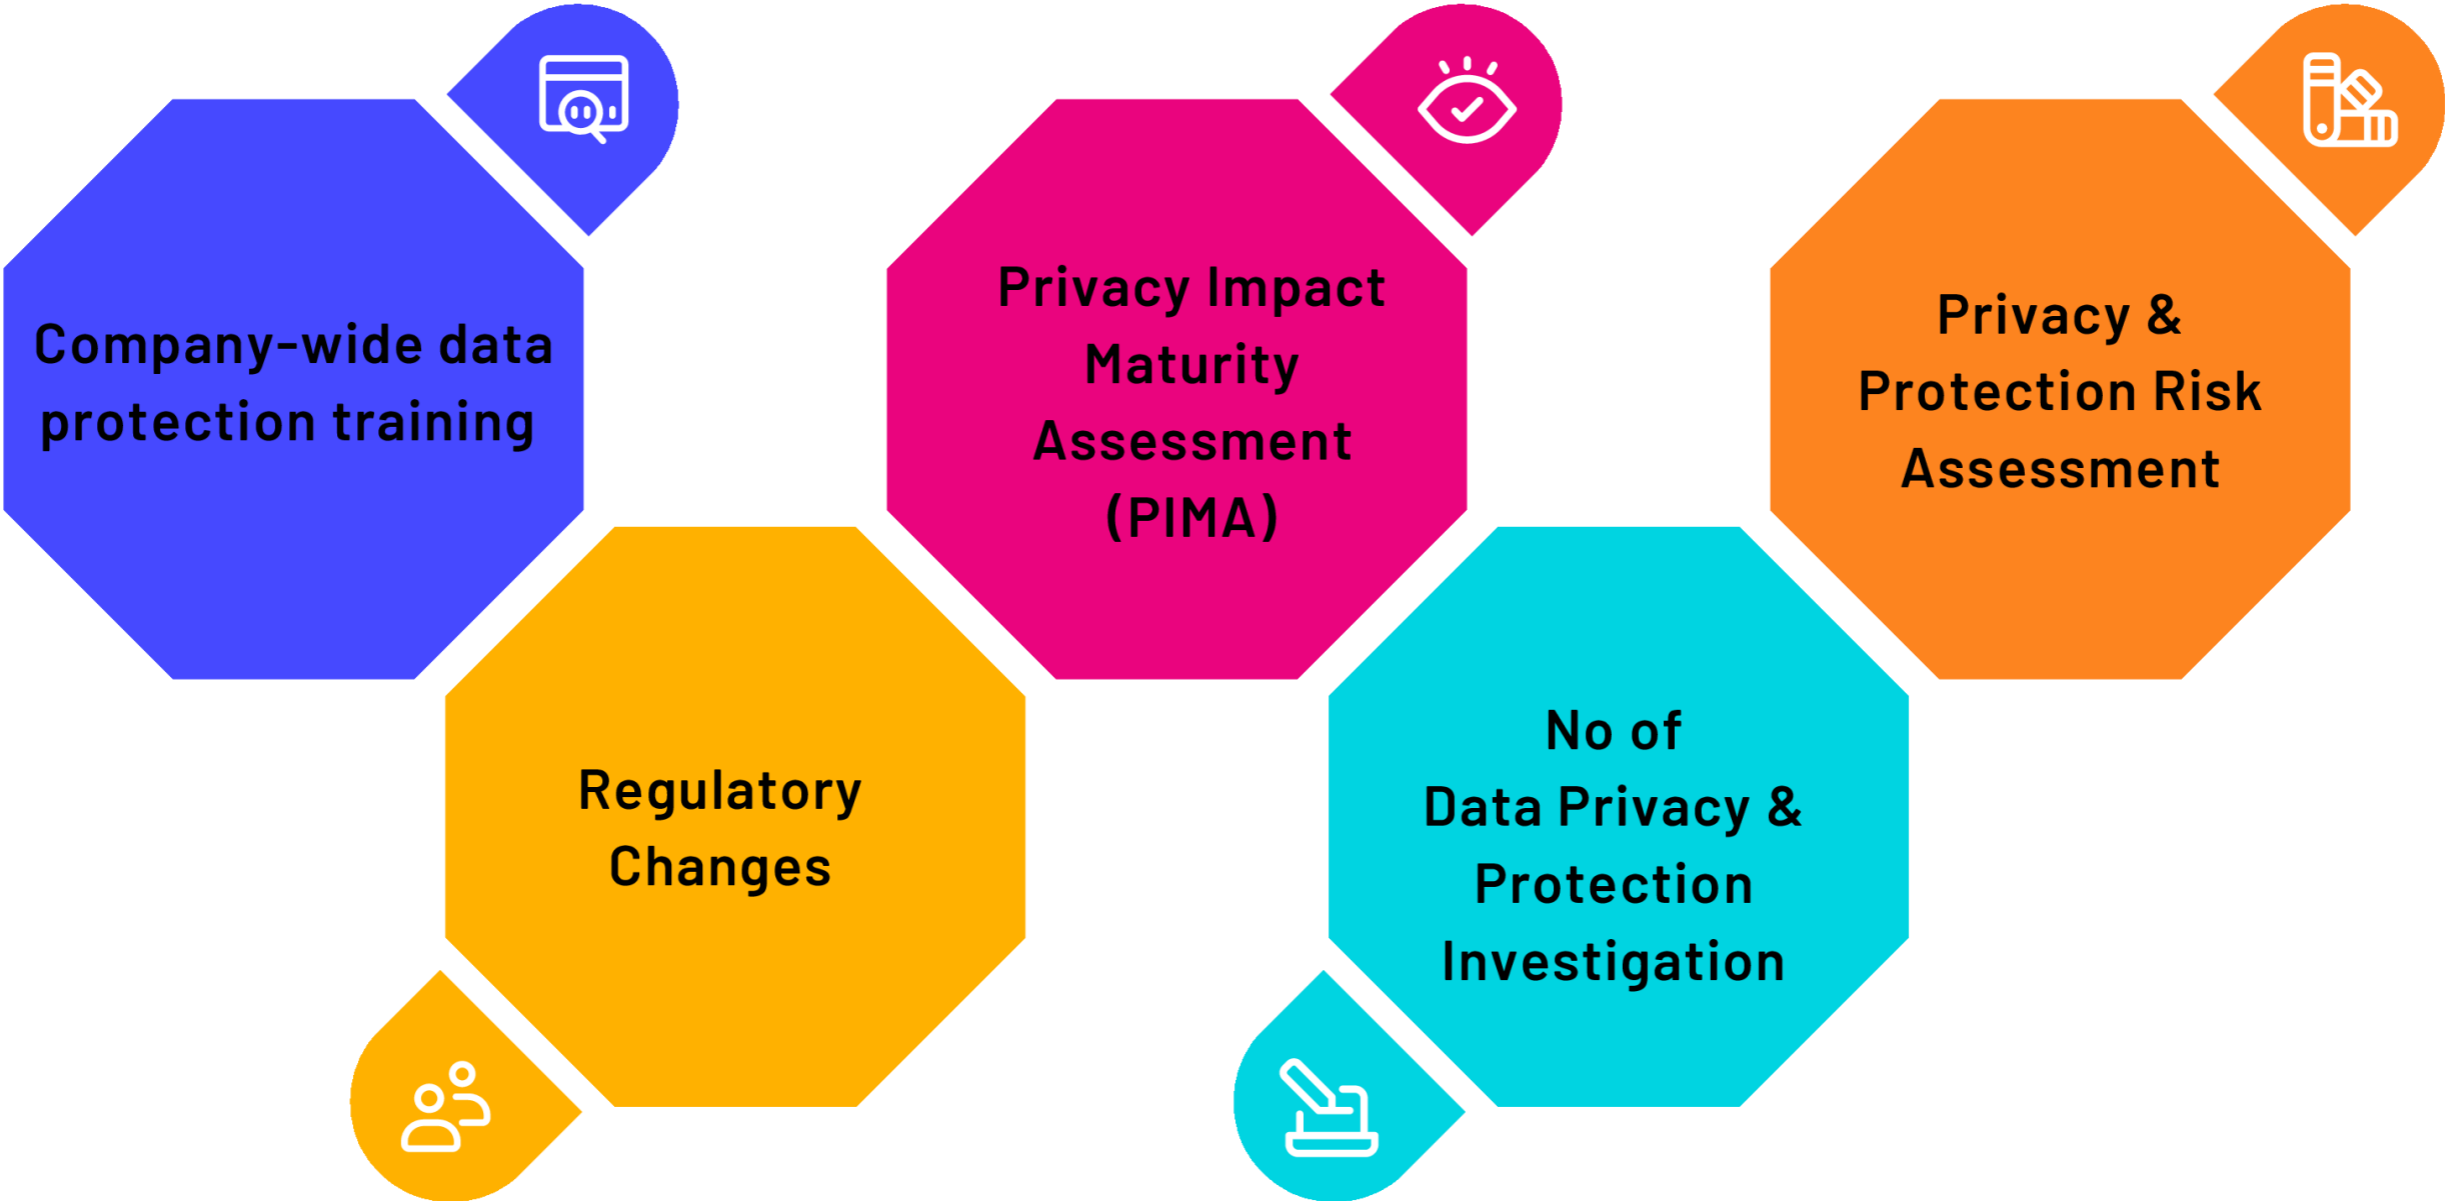 Company-wide data
protection training
Regulatory
Changes
Privacy Impact
Maturity
Assessment
(PIMA)
No of
Data Privacy &
Protection
Investigation
Privacy &
Protection Risk
Assessment